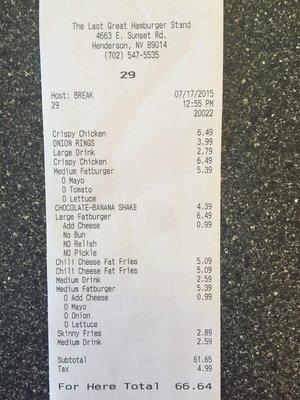 The Last Great Hamburger Stand
4663 E. Sunset Rd.
Henderson, NV 89014
(702) 547-5535
29
Host: BREAK 07/17/2015
29 12:55 PM
20022
Crispy Chicken 6.49
ONION RINGS 3.99
Large Drink 2.79
Crispy Chicken 6.49
Medium Fatburger 5.39
O Mayo
O Tomato
O Lettuce
CHOCOLATE-BANANA SHAKE 4.39
Large Fatburger 6.49
Add Cheese 0.99
No Bun
No Relish
NO Pickle
Chili Cheese Fat Fries 5.09
Chili Cheese Fat Fries 5.09
Medium Drink 2.59
Medium Fatburger 5.39
O Add Cheese 0.99
O Mayo
O Onion
O Lettuce
Skinny Fries 2.89
Medium Drink 2.59
Subtotal 61.65
Tax 4.99
For Here Total 66.64